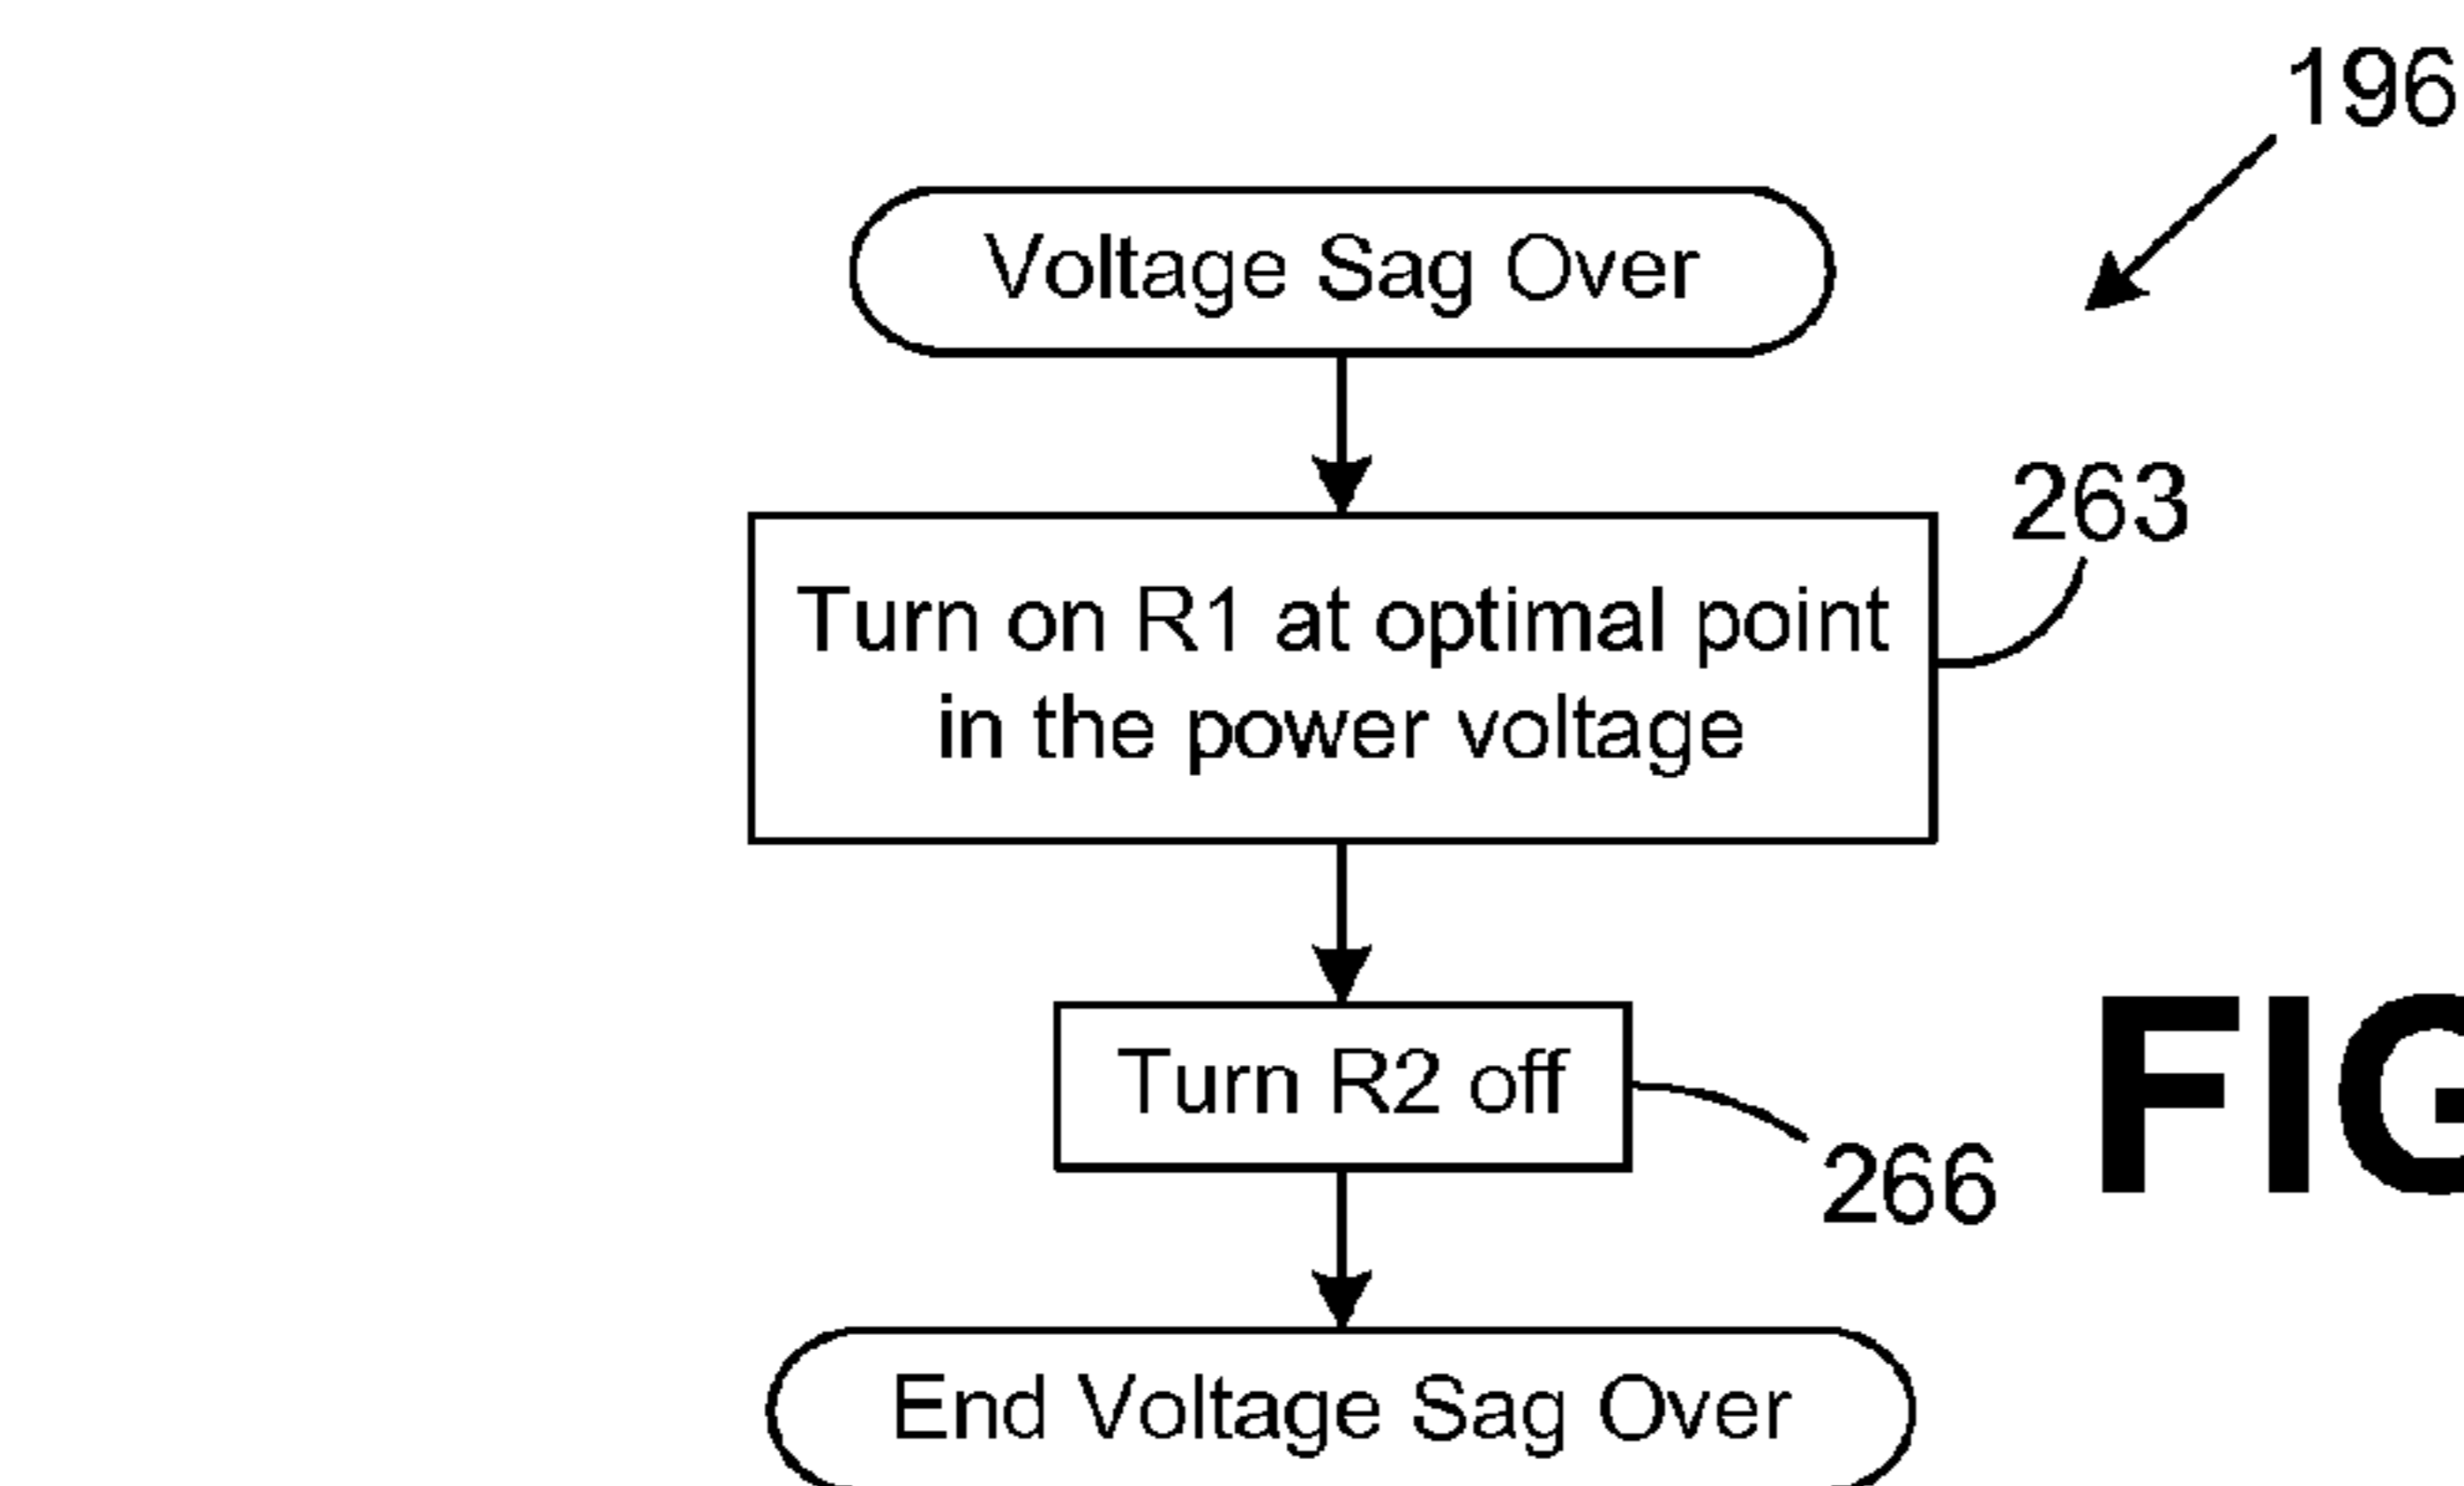 196
Voltage Sag Over
263
Turn on R1 at optimal point
in the power voltage
Turn R2 off
266
FIG
End Voltage Sag Over